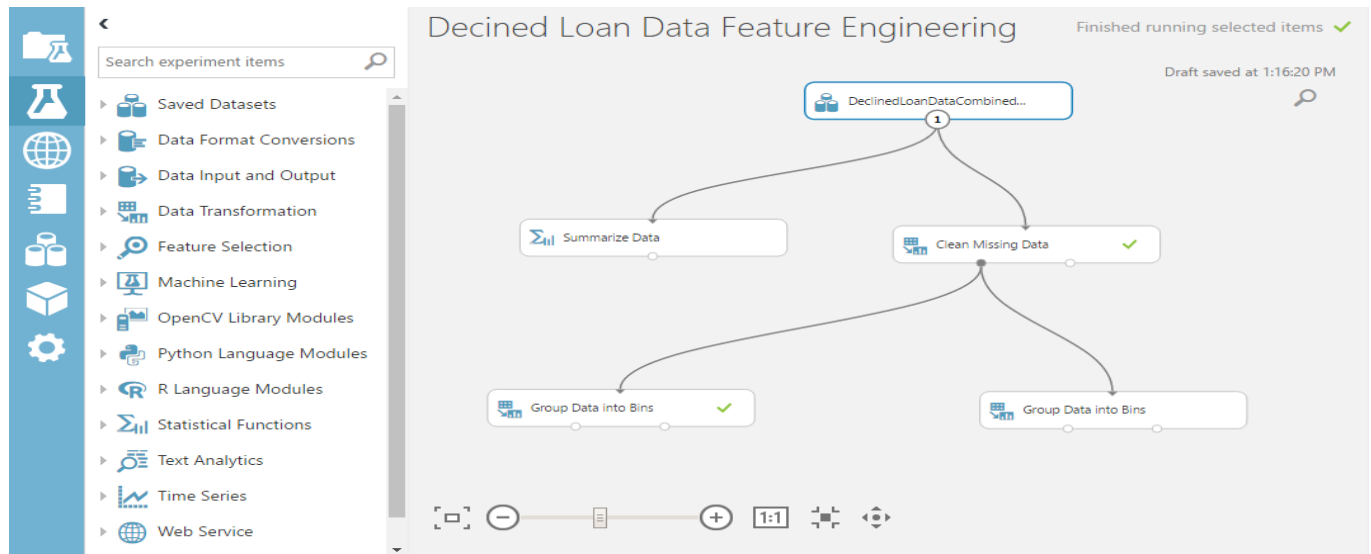 Decined Loan Data Feature Engineering
Finished running selected items
Draft saved at 1:16:20 PM
Search experiment items
Saved Datasets
Data Format Conversions
Data Input and Output
Data Transformation
Feature Selection
Machine Learning
OpenCV Library Modules
Python Language Modules
R Language Modules
Statistical Functions
Text Analytics
Time Series
Web Service
DeclinedLoanDataCombined...
1
Summarize Data
Clean Missing Data
Group Data into Bins
Group Data into Bins
1:1